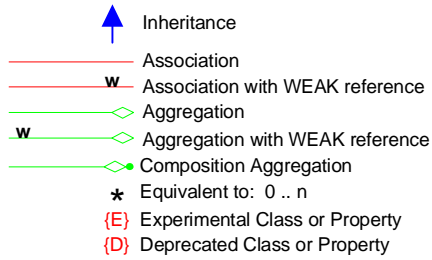 Inheritance
Association
w Association with WEAK reference
Aggregation
w Aggregation with WEAK reference
Composition Aggregation
* Equivalent to: 0 .. n
{E} Experimental Class or Property
{D} Deprecated Class or Property